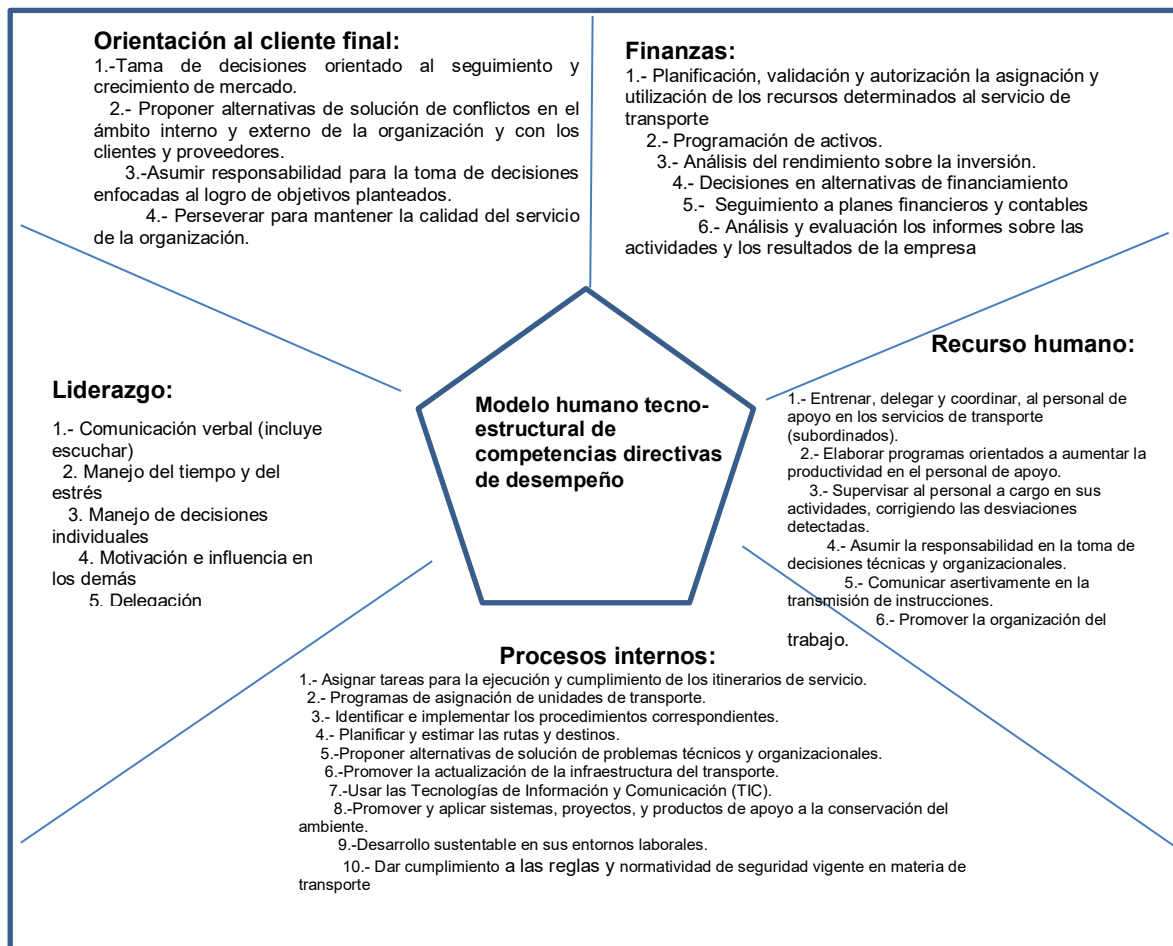 Orientación al cliente final:
1.-Tama de decisiones orientado al seguimiento y
crecimiento de mercado.
2.- Proponer alternativas de solución de conflictos en el
ámbito interno y externo de la organización y con los
clientes y proveedores.
3.-Asumir responsabilidad para la toma de decisiones
enfocadas al logro de objetivos planteados.
4.- Perseverar para mantener la calidad del servicio
de la organización.
Finanzas:
1.- Planificación, validación y autorización la asignación y
utilización de los recursos determinados al servicio de
transporte
2.- Programación de activos.
3.- Análisis del rendimiento sobre la inversión.
4.- Decisiones en alternativas de financiamiento
5.- Seguimiento a planes financieros y contables
6.- Análisis y evaluación los informes sobre las
actividades y los resultados de la empresa
Liderazgo:
1.- Comunicación verbal (incluye
escuchar)
2. Manejo del tiempo y del
estrés
3. Manejo de decisiones
individuales
4. Motivación e influencia en
los demás
5. Delegación
Modelo humano tecno-
estructural de
competencias directivas
de desempeño
Recurso humano:
1.- Entrenar, delegar y coordinar, al personal de
apoyo en los servicios de transporte
(subordinados).
2.- Elaborar programas orientados a aumentar la
productividad en el personal de apoyo.
3.- Supervisar al personal a cargo en sus
actividades, corrigiendo las desviaciones
detectadas.
4.- Asumir la responsabilidad en la toma de
decisiones técnicas y organizacionales.
5.- Comunicar asertivamente en la
transmisión de instrucciones.
6.- Promover la organización del
trabajo.
Procesos internos:
1.- Asignar tareas para la ejecución y cumplimiento de los itinerarios de servicio.
2.- Programas de asignación de unidades de transporte.
3.- Identificar e implementar los procedimientos correspondientes.
4.- Planificar y estimar las rutas y destinos.
5.-Proponer alternativas de solución de problemas técnicos y organizacionales.
6.-Promover la actualización de la infraestructura del transporte.
7.-Usar las Tecnologías de Información y Comunicación (TIC).
8.-Promover y aplicar sistemas, proyectos, y productos de apoyo a la conservación del
ambiente.
9.-Desarrollo sustentable en sus entornos laborales.
10.- Dar cumplimiento a las reglas y normatividad de seguridad vigente en materia de
transporte